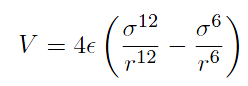 V = 4ϵ ( σ¹² / r¹² − σ⁶ / r⁶ )